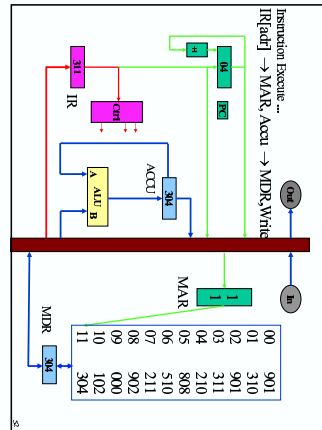 Instruction Execute ...
IR[adr] → MAR, Accu → MDR,Write
Out
In
04
PC
MAR
1 1
311
IR
Ctrl
ACCU
304
A ALU B
00 901
01 310
02 901
03 311
04 210
05 808
06 510
07 211
08 902
09 000
10 102
11 304
MDR
304